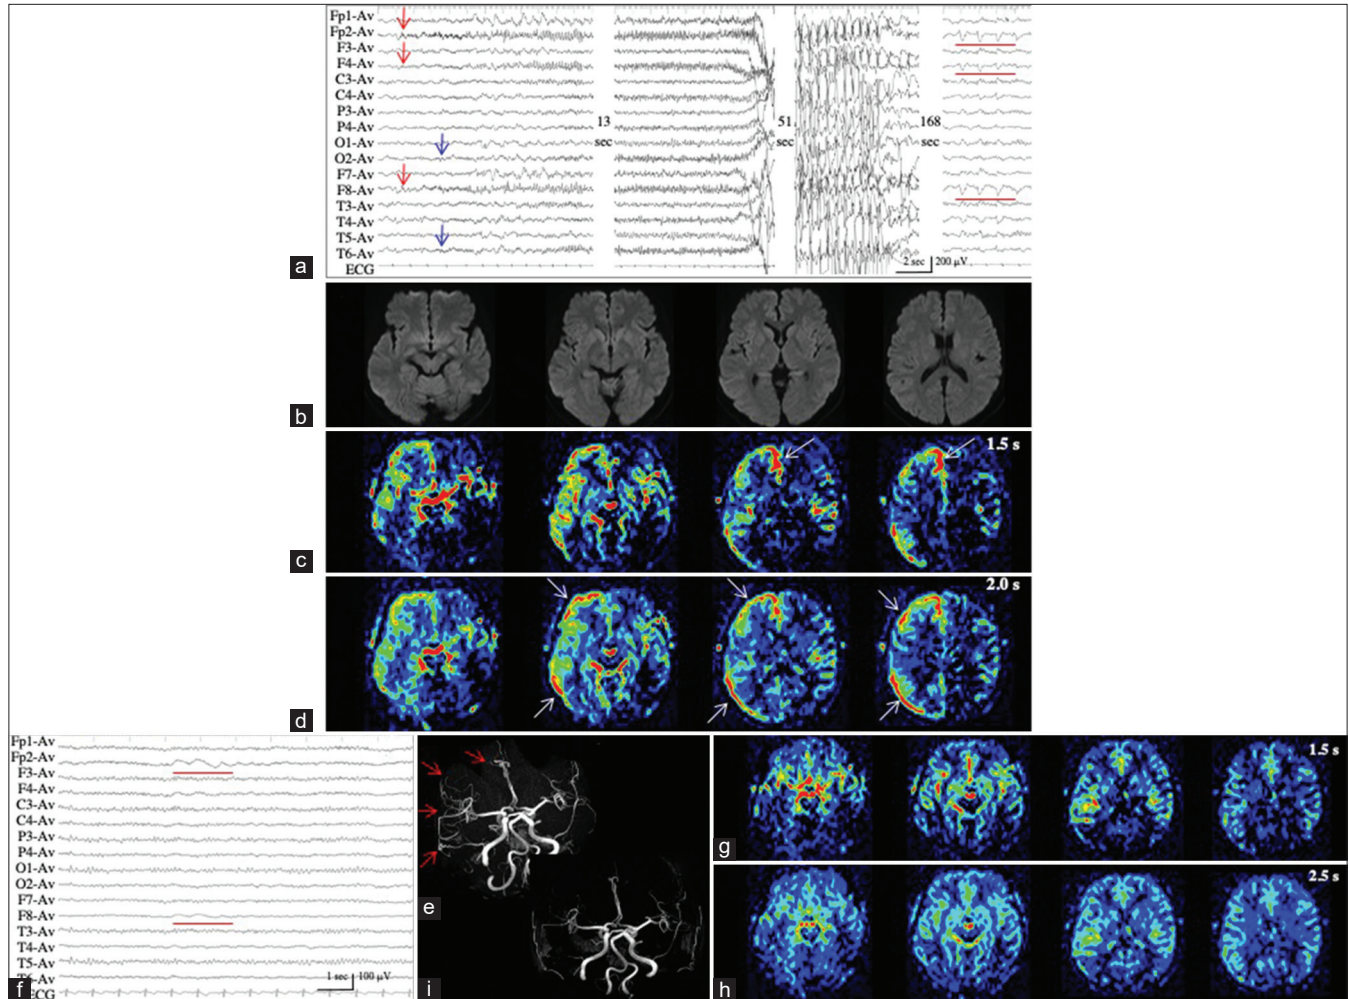 Fp1-Av
Fp2-Av
F3-Av
F4-Av
C3-Av
C4-Av
P3-Av
P4-Av
O1-Av
O2-Av
F7-Av
F8-Av
T3-Av
T4-Av
T5-Av
T6-Av
ECG
13 sec
51 sec
168 sec
2 sec 200 µV
a
b
1.5 s
c
2.0 s
d
Fp1-Av
Fp2-Av
F3-Av
F4-Av
C3-Av
C4-Av
P3-Av
P4-Av
O1-Av
O2-Av
F7-Av
F8-Av
T3-Av
T4-Av
T5-Av
T6-Av
ECG
1 sec 100 µV
f
e
i
1.5 s
g
2.5 s
h